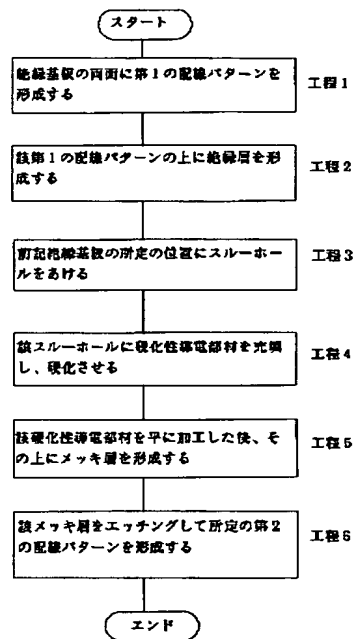 スタート
絶縁基板の両面に第1の配線パターンを
形成する
工程1
該第1の配線パターンの上に絶縁層を形
成する
工程2
前記絶縁基板の所定の位置にスルーホー
ルをあける
工程3
該スルーホールに硬化性導電部材を充填
し、硬化させる
工程4
該硬化性導電部材を平に加工した後、そ
の上にメッキ層を形成する
工程5
該メッキ層をエッチングして所定の第2
の配線パターンを形成する
工程6
エンド